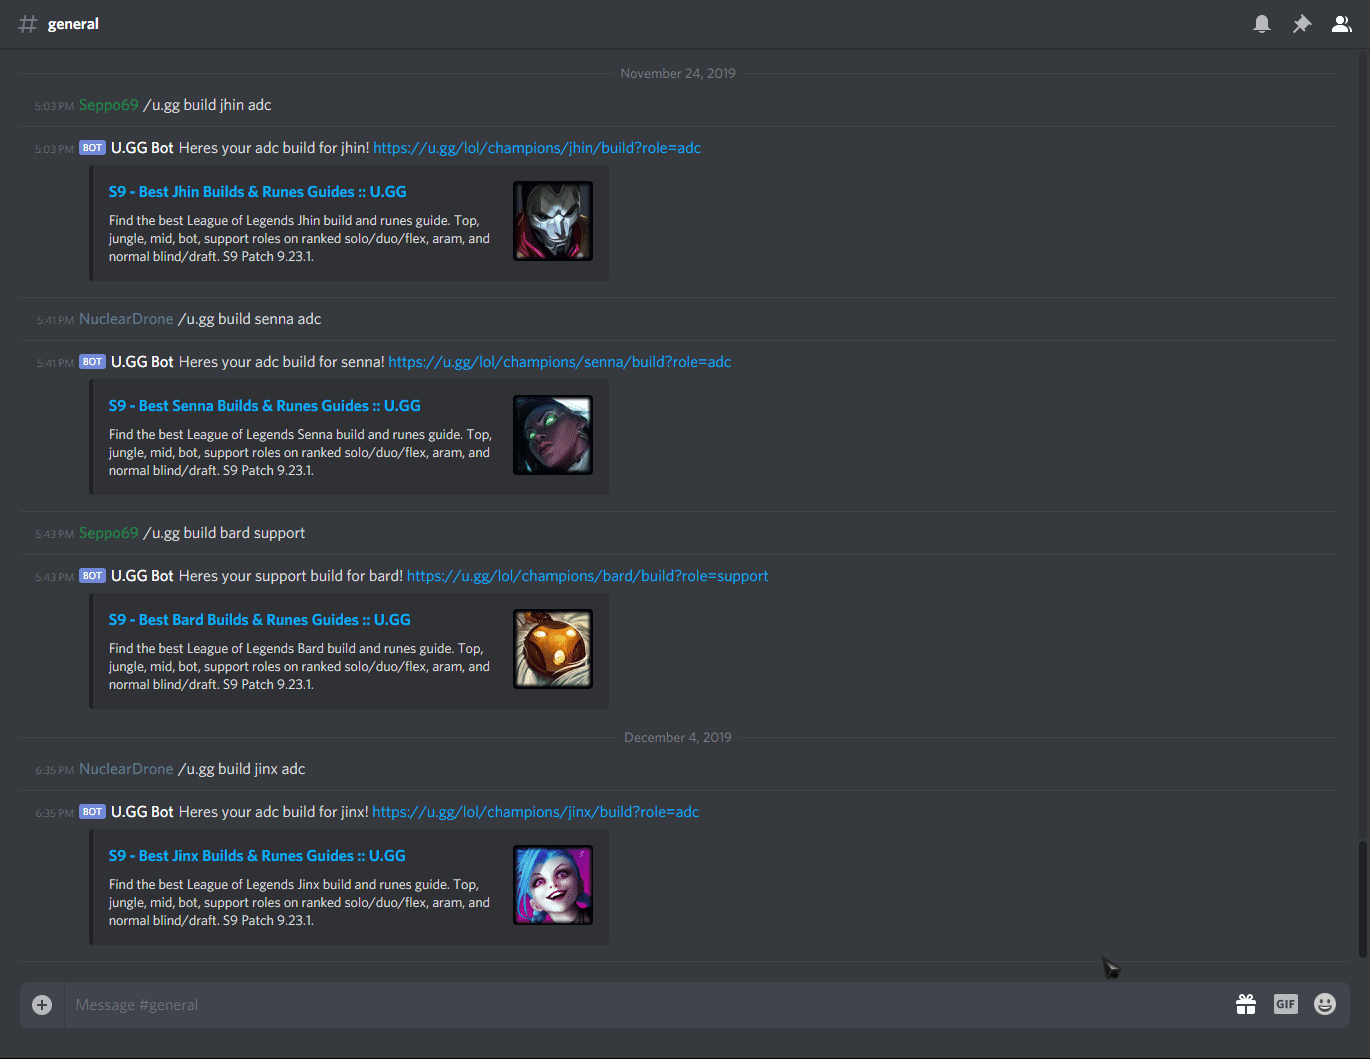 # general
November 24, 2019
5:03 PM Seppo69 /u.gg build jhin adc
5:03 PM BOT U.GG Bot Heres your adc build for jhin! https://u.gg/lol/champions/jhin/build?role=adc
S9 - Best Jhin Builds & Runes Guides :: U.GG
Find the best League of Legends Jhin build and runes guide. Top,
jungle, mid, bot, support roles on ranked solo/duo/flex, aram, and
normal blind/draft. S9 Patch 9.23.1.
5:41 PM NuclearDrone /u.gg build senna adc
5:41 PM BOT U.GG Bot Heres your adc build for senna! https://u.gg/lol/champions/senna/build?role=adc
S9 - Best Senna Builds & Runes Guides :: U.GG
Find the best League of Legends Senna build and runes guide. Top,
jungle, mid, bot, support roles on ranked solo/duo/flex, aram, and
normal blind/draft. S9 Patch 9.23.1.
5:43 PM Seppo69 /u.gg build bard support
5:43 PM BOT U.GG Bot Heres your support build for bard! https://u.gg/lol/champions/bard/build?role=support
S9 - Best Bard Builds & Runes Guides :: U.GG
Find the best League of Legends Bard build and runes guide. Top,
jungle, mid, bot, support roles on ranked solo/duo/flex, aram, and
normal blind/draft. S9 Patch 9.23.1.
December 4, 2019
6:35 PM NuclearDrone /u.gg build jinx adc
6:35 PM BOT U.GG Bot Heres your adc build for jinx! https://u.gg/lol/champions/jinx/build?role=adc
S9 - Best Jinx Builds & Runes Guides :: U.GG
Find the best League of Legends Jinx build and runes guide. Top,
jungle, mid, bot, support roles on ranked solo/duo/flex, aram, and
normal blind/draft. S9 Patch 9.23.1.
Message #general
GIF